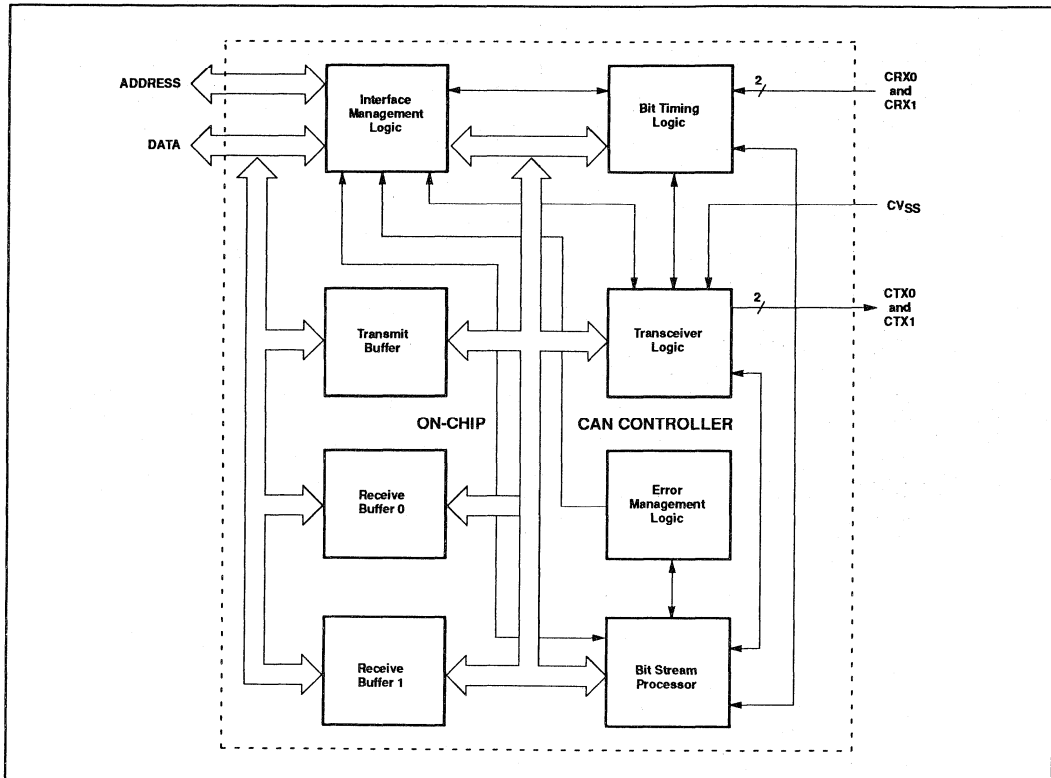 ADDRESS
DATA
Interface
Management
Logic
Bit Timing
Logic
2
CRX0
and
CRX1
CVSS
Transmit
Buffer
Transceiver
Logic
2
CTX0
and
CTX1
ON-CHIP
CAN CONTROLLER
Receive
Buffer 0
Error
Management
Logic
Receive
Buffer 1
Bit Stream
Processor